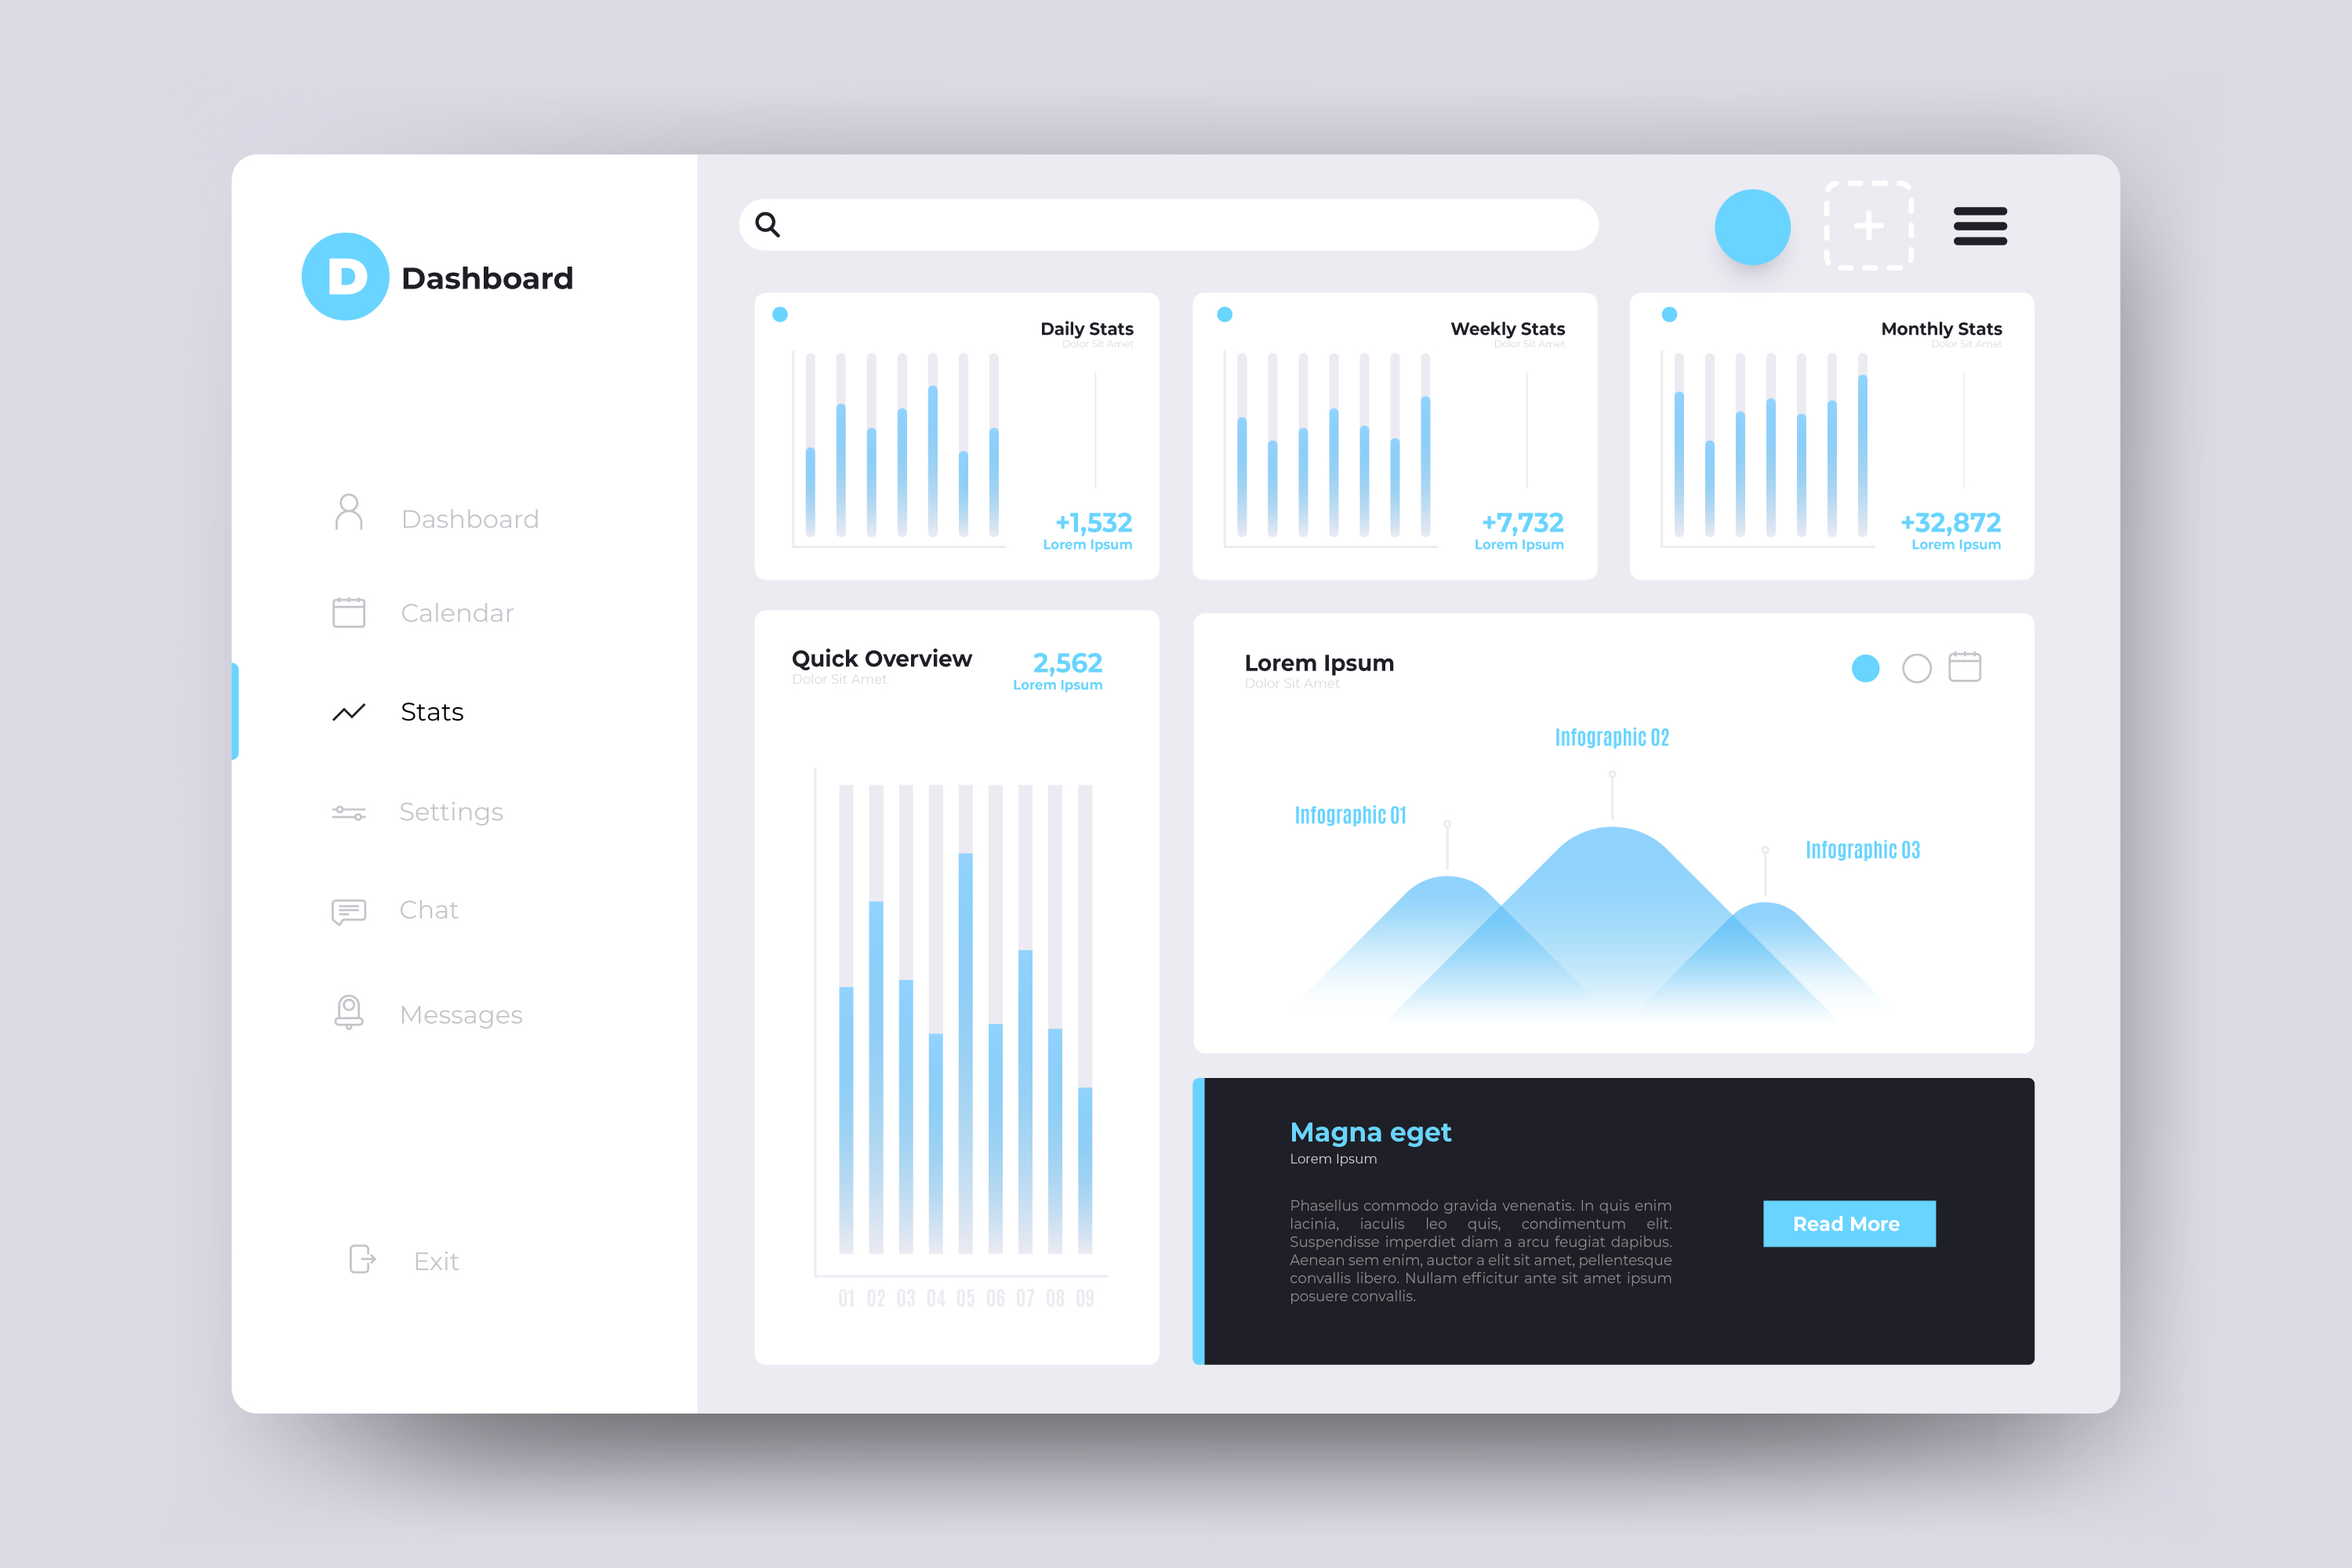 D
Dashboard
Dashboard
Calendar
Stats
Settings
Chat
Messages
Exit
Daily Stats
Dolor Sit Amet
+1,532
Lorem Ipsum
Weekly Stats
Dolor Sit Amet
+7,732
Lorem Ipsum
Monthly Stats
Dolor Sit Amet
+32,872
Lorem Ipsum
Quick Overview
Dolor Sit Amet
2,562
Lorem Ipsum
01 02 03 04 05 06 07 08 09
Lorem Ipsum
Dolor Sit Amet
Infographic 02
Infographic 01
Infographic 03
Magna eget
Lorem Ipsum
Phasellus commodo gravida venenatis. In quis enim
lacinia, iaculis leo quis, condimentum elit.
Suspendisse imperdiet diam a arcu feugiat dapibus.
Aenean sem enim, auctor a elit sit amet, pellentesque
convallis libero. Nullam efficitur ante sit amet ipsum
posuere convallis.
Read More